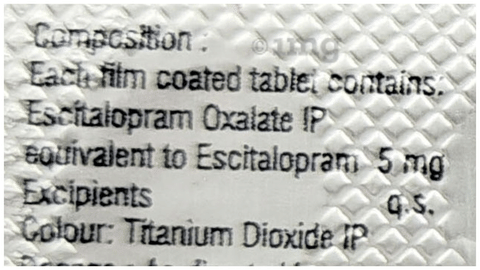 Composition :
Each film coated tablet contains:
Escitalopram Oxalate IP
equivalent to Escitalopram 5 mg
Excipients q.s.
Colour: Titanium Dioxide IP
1mg